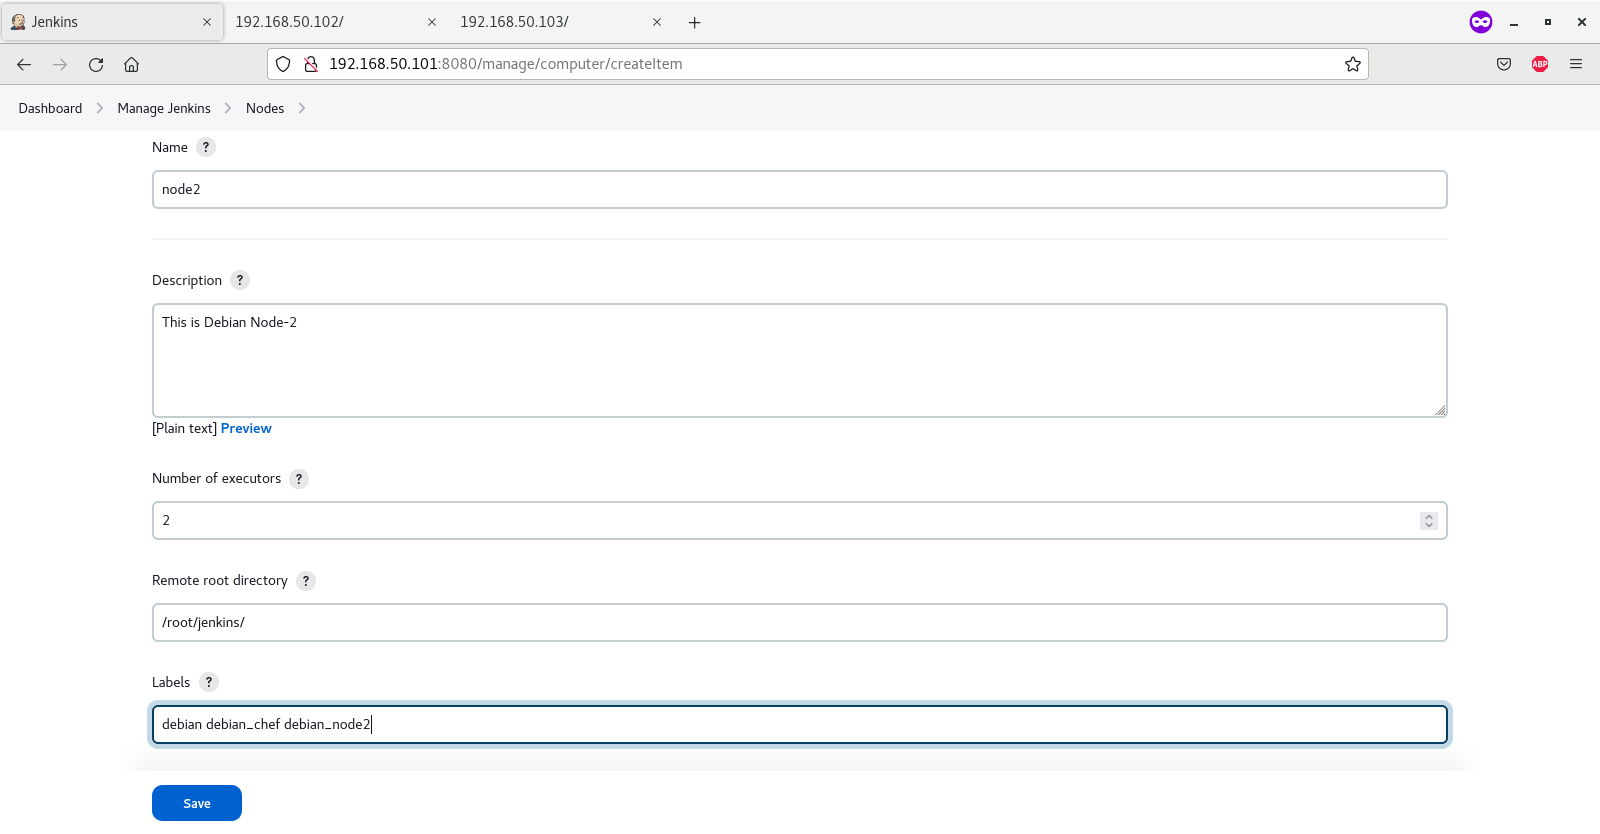 Jenkins 192.168.50.102/ 192.168.50.103/
192.168.50.101:8080/manage/computer/createItem ABP
Dashboard Manage Jenkins Nodes
Name ?
node2
Description ?
This is Debian Node-2
[Plain text] Preview
Number of executors ?
2
Remote root directory ?
/root/jenkins/
Labels ?
debian debian_chef debian_node2
Save